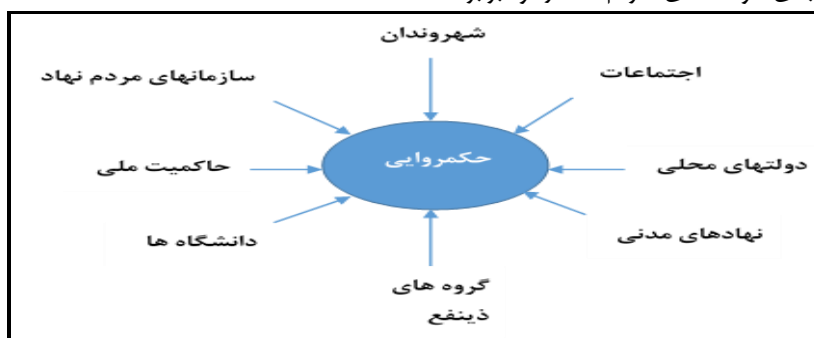 شهروندان
اجتماعات
سازمانهای مردم نهاد
حکمروایی
دولتهای محلی
حاکمیت ملی
نهادهای مدنی
دانشگاه ها
گروه های
ذینفع